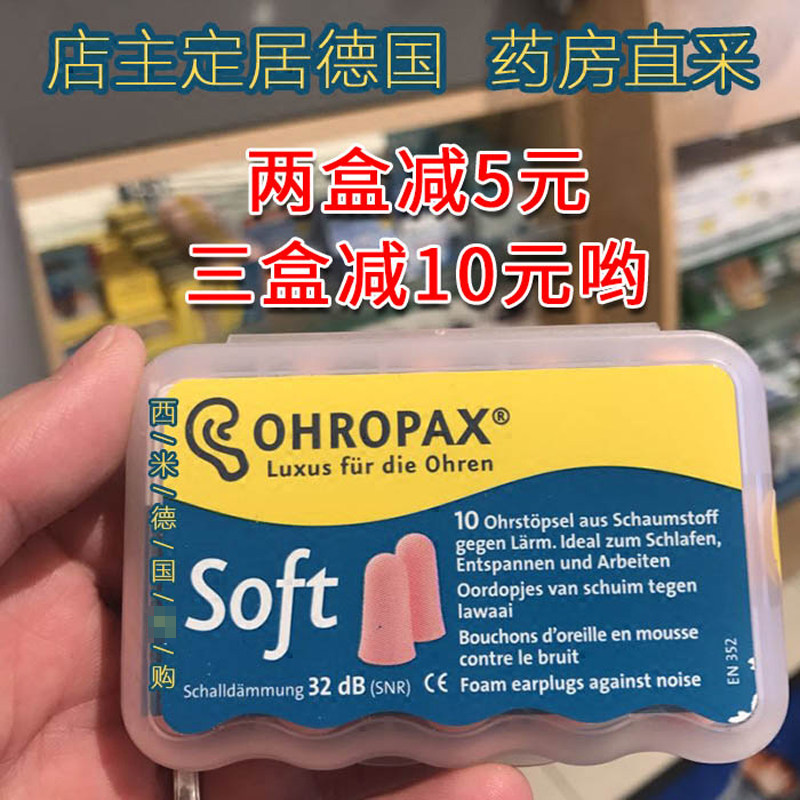 店主定居德国 药房直采
两盒减5元
三盒减10元哟
西/米/德/国/ /购
OHROPAX®
Luxus für die Ohren
Soft
10 Ohrstöpsel aus Schaumstoff
gegen Lärm. Ideal zum Schlafen,
Entspannen und Arbeiten
Oordopjes van schuim tegen
lawaai
Bouchons d'oreille en mousse
contre le bruit
Foam earplugs against noise
Schalldämmung 32 dB (SNR) CE
EN 352